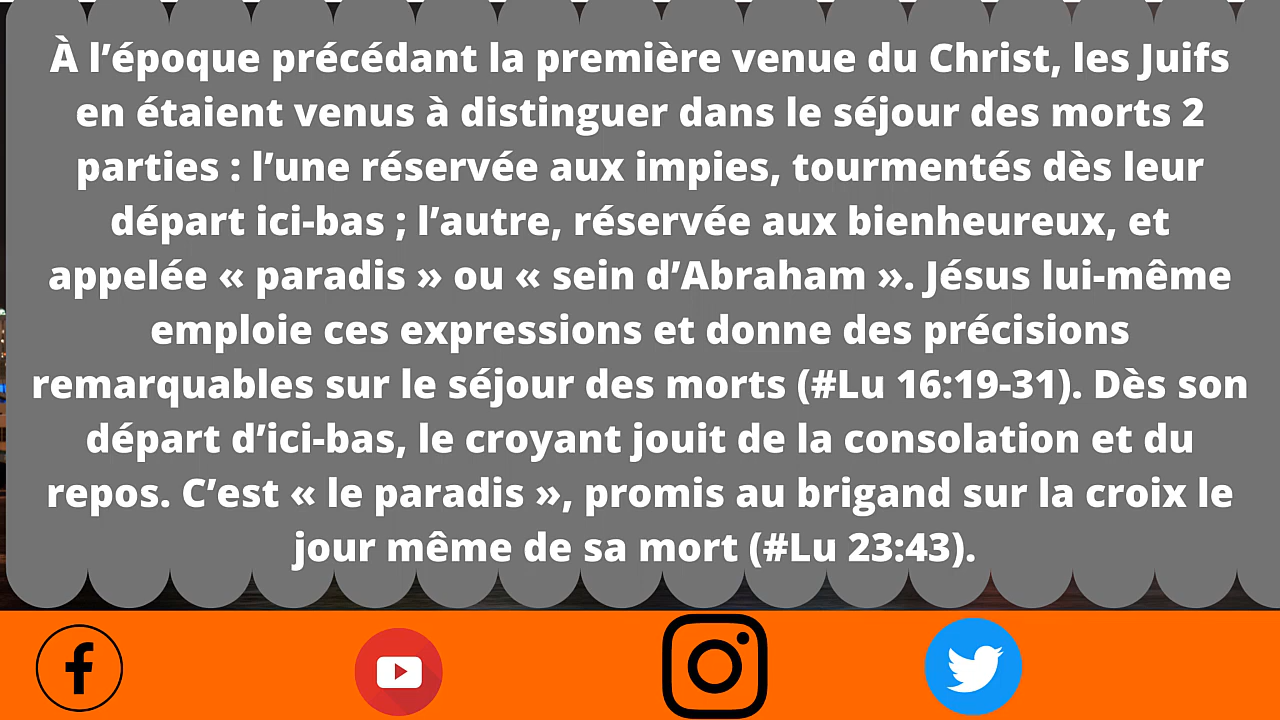 À l’époque précédant la première venue du Christ, les Juifs
en étaient venus à distinguer dans le séjour des morts 2
parties : l’une réservée aux impies, tourmentés dès leur
départ ici-bas ; l’autre, réservée aux bienheureux, et
appelée « paradis » ou « sein d’Abraham ». Jésus lui-même
emploie ces expressions et donne des précisions
remarquables sur le séjour des morts (#Lu 16:19-31). Dès son
départ d’ici-bas, le croyant jouit de la consolation et du
repos. C’est « le paradis », promis au brigand sur la croix le
jour même de sa mort (#Lu 23:43).